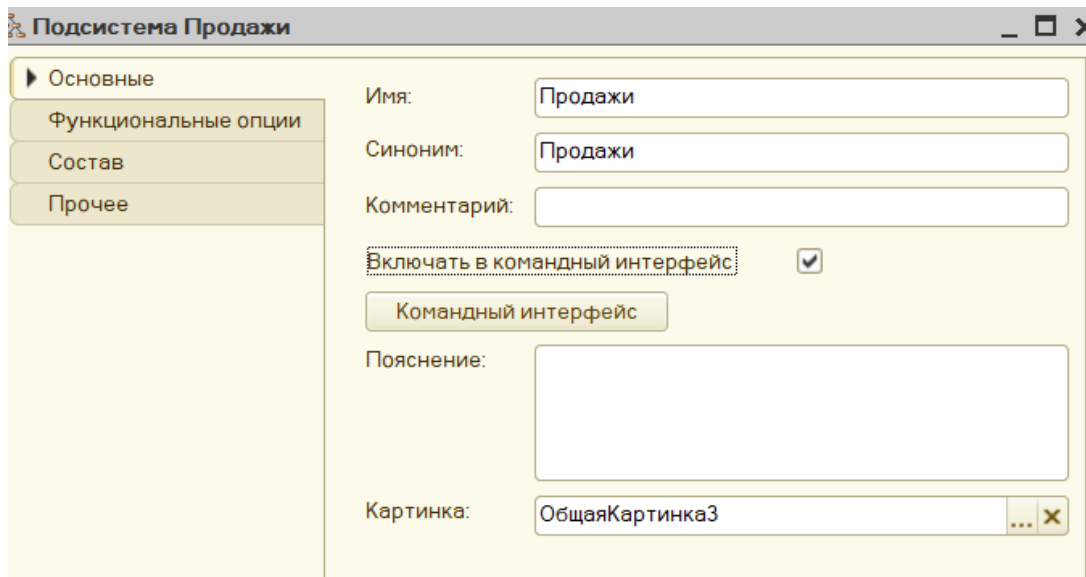 Подсистема Продажи
Основные
Функциональные опции
Состав
Прочее
Имя: Продажи
Синоним: Продажи
Комментарий:
Включать в командный интерфейс
Командный интерфейс
Пояснение:
Картинка: ОбщаяКартинка3 ...